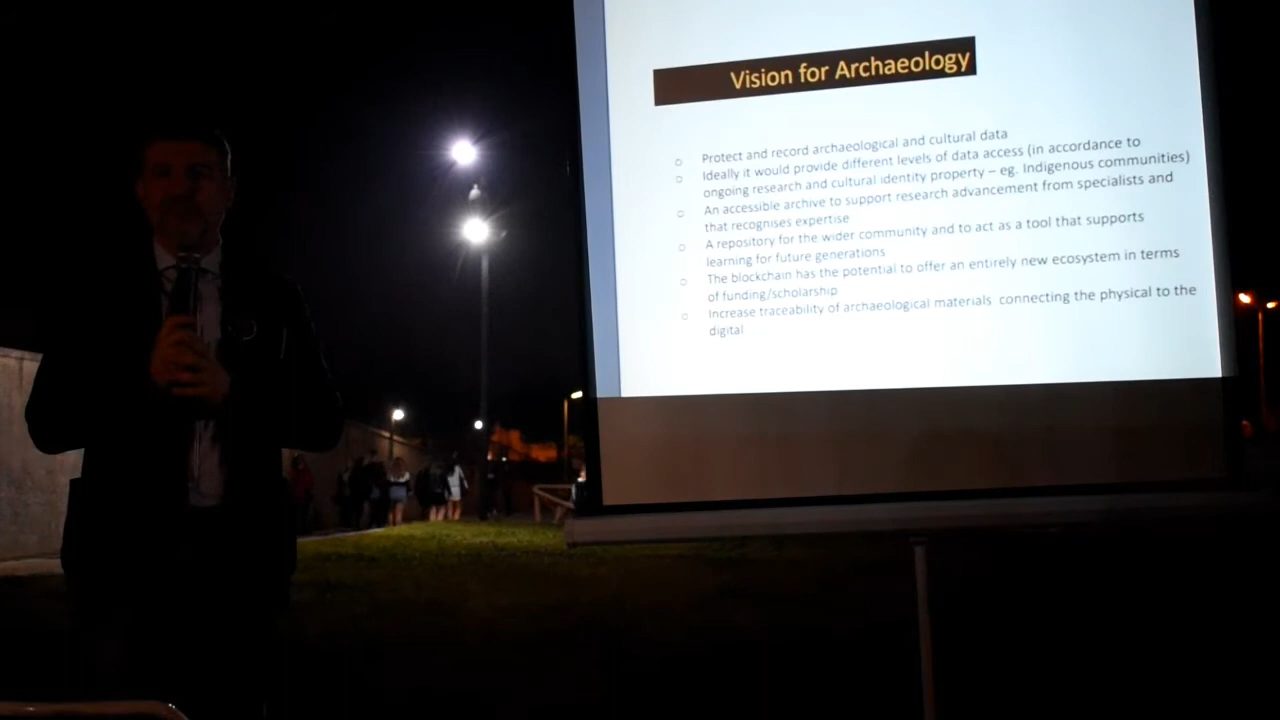 Vision for Archaeology
○ Protect and record archaeological and cultural data
○ Ideally it would provide different levels of data access (in accordance to
ongoing research and cultural identity property – eg. Indigenous communities)
○ An accessible archive to support research advancement from specialists and
that recognises expertise
○ A repository for the wider community and to act as a tool that supports
learning for future generations
○ The blockchain has the potential to offer an entirely new ecosystem in terms
of funding/scholarship
○ Increase traceability of archaeological materials connecting the physical to the
digital